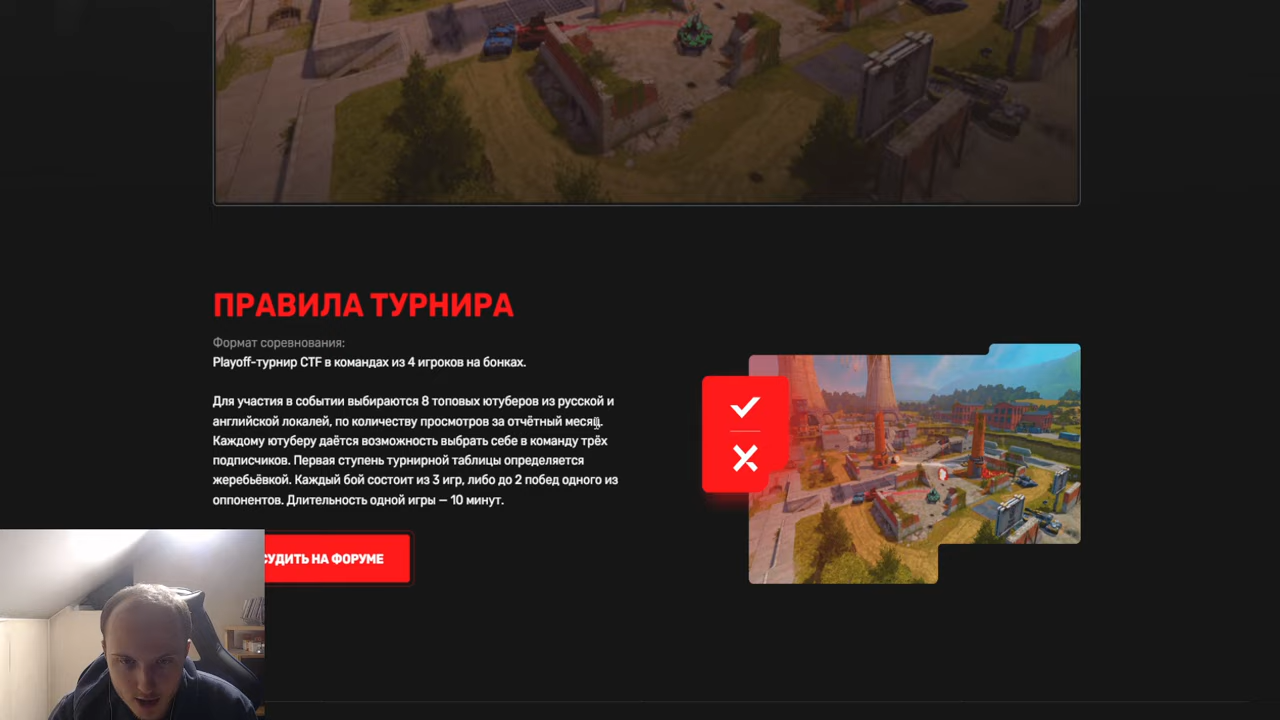 ПРАВИЛА ТУРНИРА
Формат соревнования:
Playoff-турнир CTF в командах из 4 игроков на бонках.
Для участия в событии выбираются 8 топовых ютуберов из русской и
английской локалей, по количеству просмотров за отчётный месяц.
Каждому ютуберу даётся возможность выбрать себе в команду трёх
подписчиков. Первая ступень турнирной таблицы определяется
жеребьёвкой. Каждый бой состоит из 3 игр, либо до 2 побед одного из
оппонентов. Длительность одной игры — 10 минут.
СУДИТЬ НА ФОРУМЕ